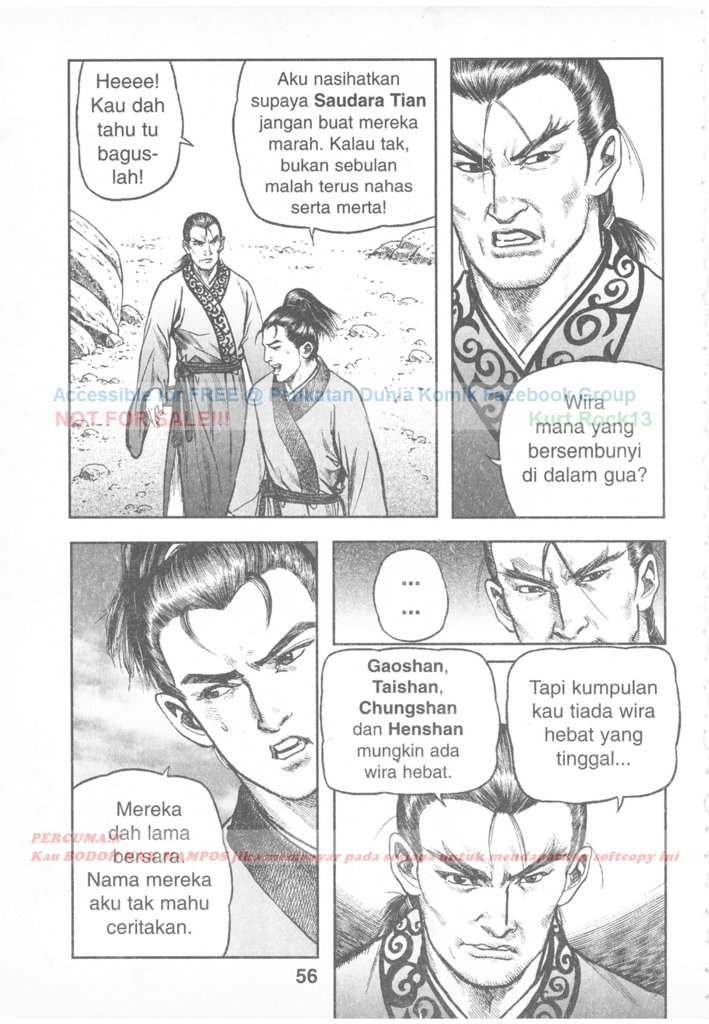 Heeee!
Kau dah
tahu tu
bagus-
lah!
Aku nasihatkan
supaya Saudara Tian
jangan buat mereka
marah. Kalau tak,
bukan sebulan
malah terus nahas
serta merta!
Wira
mana yang
bersembunyi
di dalam gua?
Accessible for FREE @ Pakatan Dunia Komik Facebook Group
NOT FOR SALE!!!
Kurt Rock13
Mereka
dah lama
bersara.
Nama mereka
aku tak mahu
ceritakan.
...
...
Gaoshan,
Taishan,
Chungshan
dan Henshan
mungkin ada
wira hebat.
Tapi kumpulan
kau tiada wira
hebat yang
tinggal...
PERCUMA!!!
Kau BODOH jika membayar pada sesiapa untuk mendapatkan softcopy ini
56